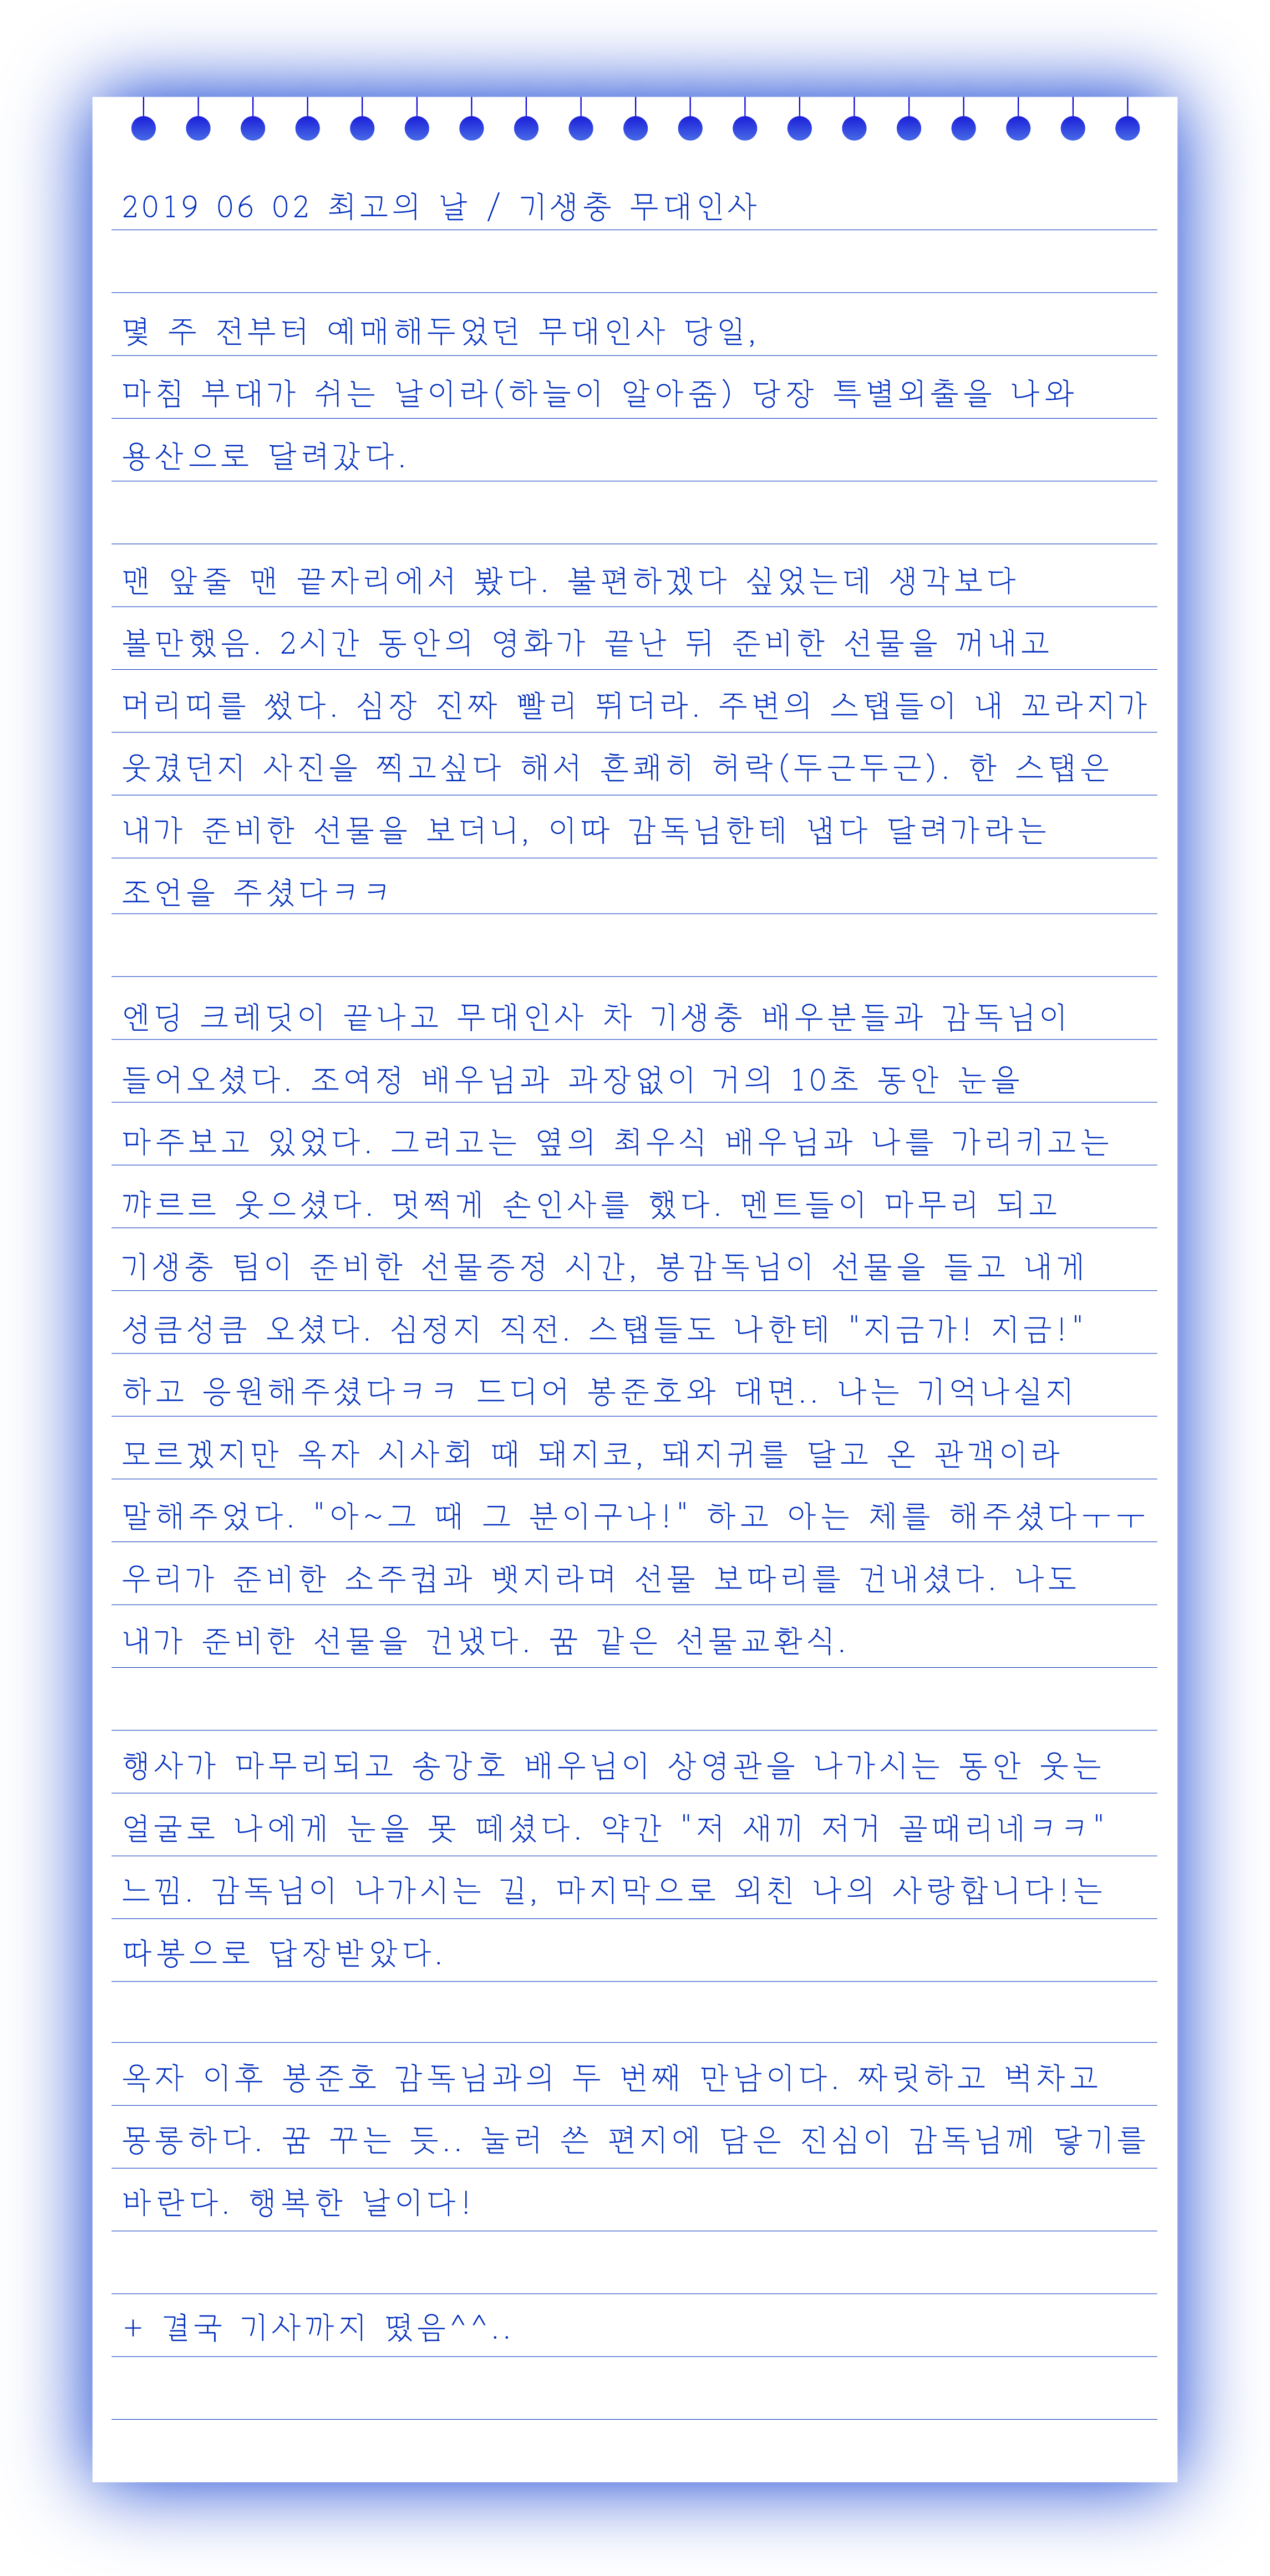 2019 06 02 최고의 날 / 기생충 무대인사
몇 주 전부터 예매해두었던 무대인사 당일,
마침 부대가 쉬는 날이라(하늘이 알아줌) 당장 특별외출을 나와
용산으로 달려갔다.
맨 앞줄 맨 끝자리에서 봤다. 불편하겠다 싶었는데 생각보다
볼만했음. 2시간 동안의 영화가 끝난 뒤 준비한 선물을 꺼내고
머리띠를 썼다. 심장 진짜 빨리 뛰더라. 주변의 스탭들이 내 꼬라지가
웃겼던지 사진을 찍고싶다 해서 흔쾌히 허락(두근두근). 한 스탭은
내가 준비한 선물을 보더니, 이따 감독님한테 냅다 달려가라는
조언을 주셨다ㅋㅋ
엔딩 크레딧이 끝나고 무대인사 차 기생충 배우분들과 감독님이
들어오셨다. 조여정 배우님과 과장없이 거의 10초 동안 눈을
마주보고 있었다. 그러고는 옆의 최우식 배우님과 나를 가리키고는
꺄르르 웃으셨다. 멋쩍게 손인사를 했다. 멘트들이 마무리 되고
기생충 팀이 준비한 선물증정 시간, 봉감독님이 선물을 들고 내게
성큼성큼 오셨다. 심정지 직전. 스탭들도 나한테 "지금가! 지금!"
하고 응원해주셨다ㅋㅋ 드디어 봉준호와 대면.. 나는 기억나실지
모르겠지만 옥자 시사회 때 돼지코, 돼지귀를 달고 온 관객이라
말해주었다. "아~그 때 그 분이구나!" 하고 아는 체를 해주셨다ㅜㅜ
우리가 준비한 소주컵과 뱃지라며 선물 보따리를 건내셨다. 나도
내가 준비한 선물을 건냈다. 꿈 같은 선물교환식.
행사가 마무리되고 송강호 배우님이 상영관을 나가시는 동안 웃는
얼굴로 나에게 눈을 못 떼셨다. 약간 "저 새끼 저거 골때리네ㅋㅋ"
느낌. 감독님이 나가시는 길, 마지막으로 외친 나의 사랑합니다!는
따봉으로 답장받았다.
옥자 이후 봉준호 감독님과의 두 번째 만남이다. 짜릿하고 벅차고
몽롱하다. 꿈 꾸는 듯.. 눌러 쓴 편지에 담은 진심이 감독님께 닿기를
바란다. 행복한 날이다!
+ 결국 기사까지 떴음^^..